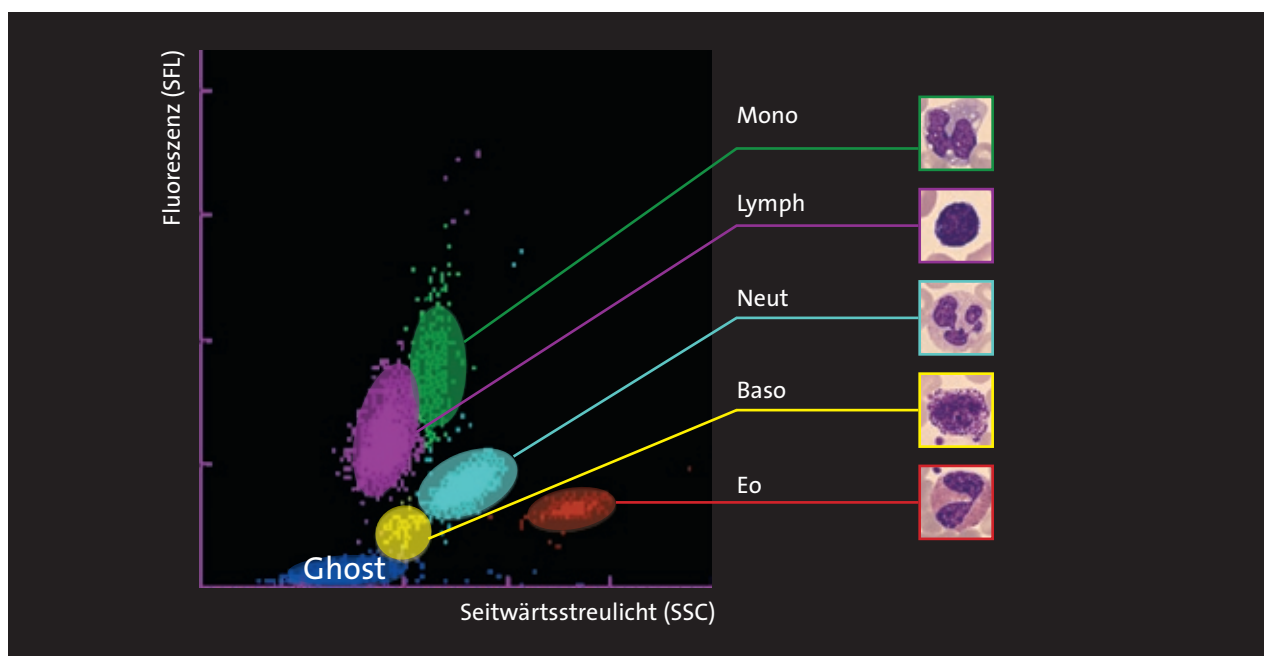 Fluoreszenz (SFL)
Mono
Lymph
Neut
Baso
Eo
Ghost
Seitwärtsstreulicht (SSC)